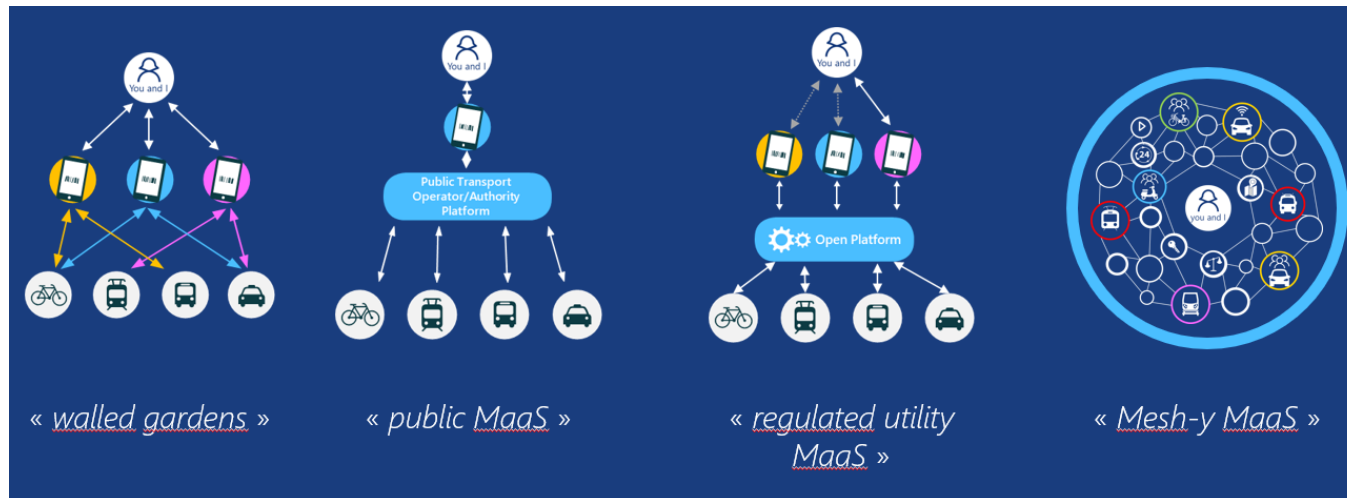 You and I
« walled gardens »
You and I
Public Transport
Operator/Authority
Platform
« public MaaS »
You and I
Open Platform
« regulated utility
MaaS »
24
you and I
« Mesh-y MaaS »